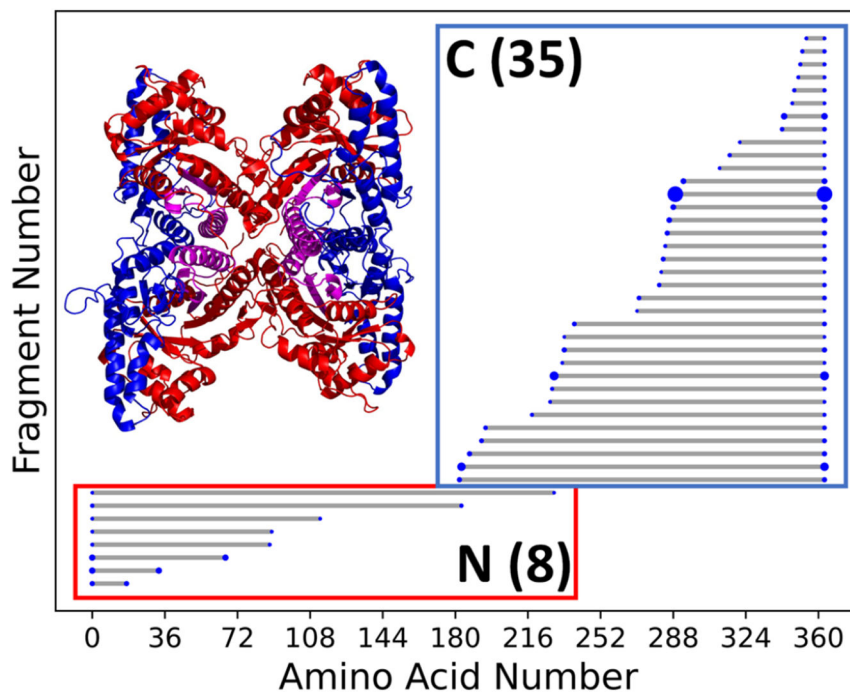 C (35)
Fragment Number
N (8)
0 36 72 108 144 180 216 252 288 324 360
Amino Acid Number